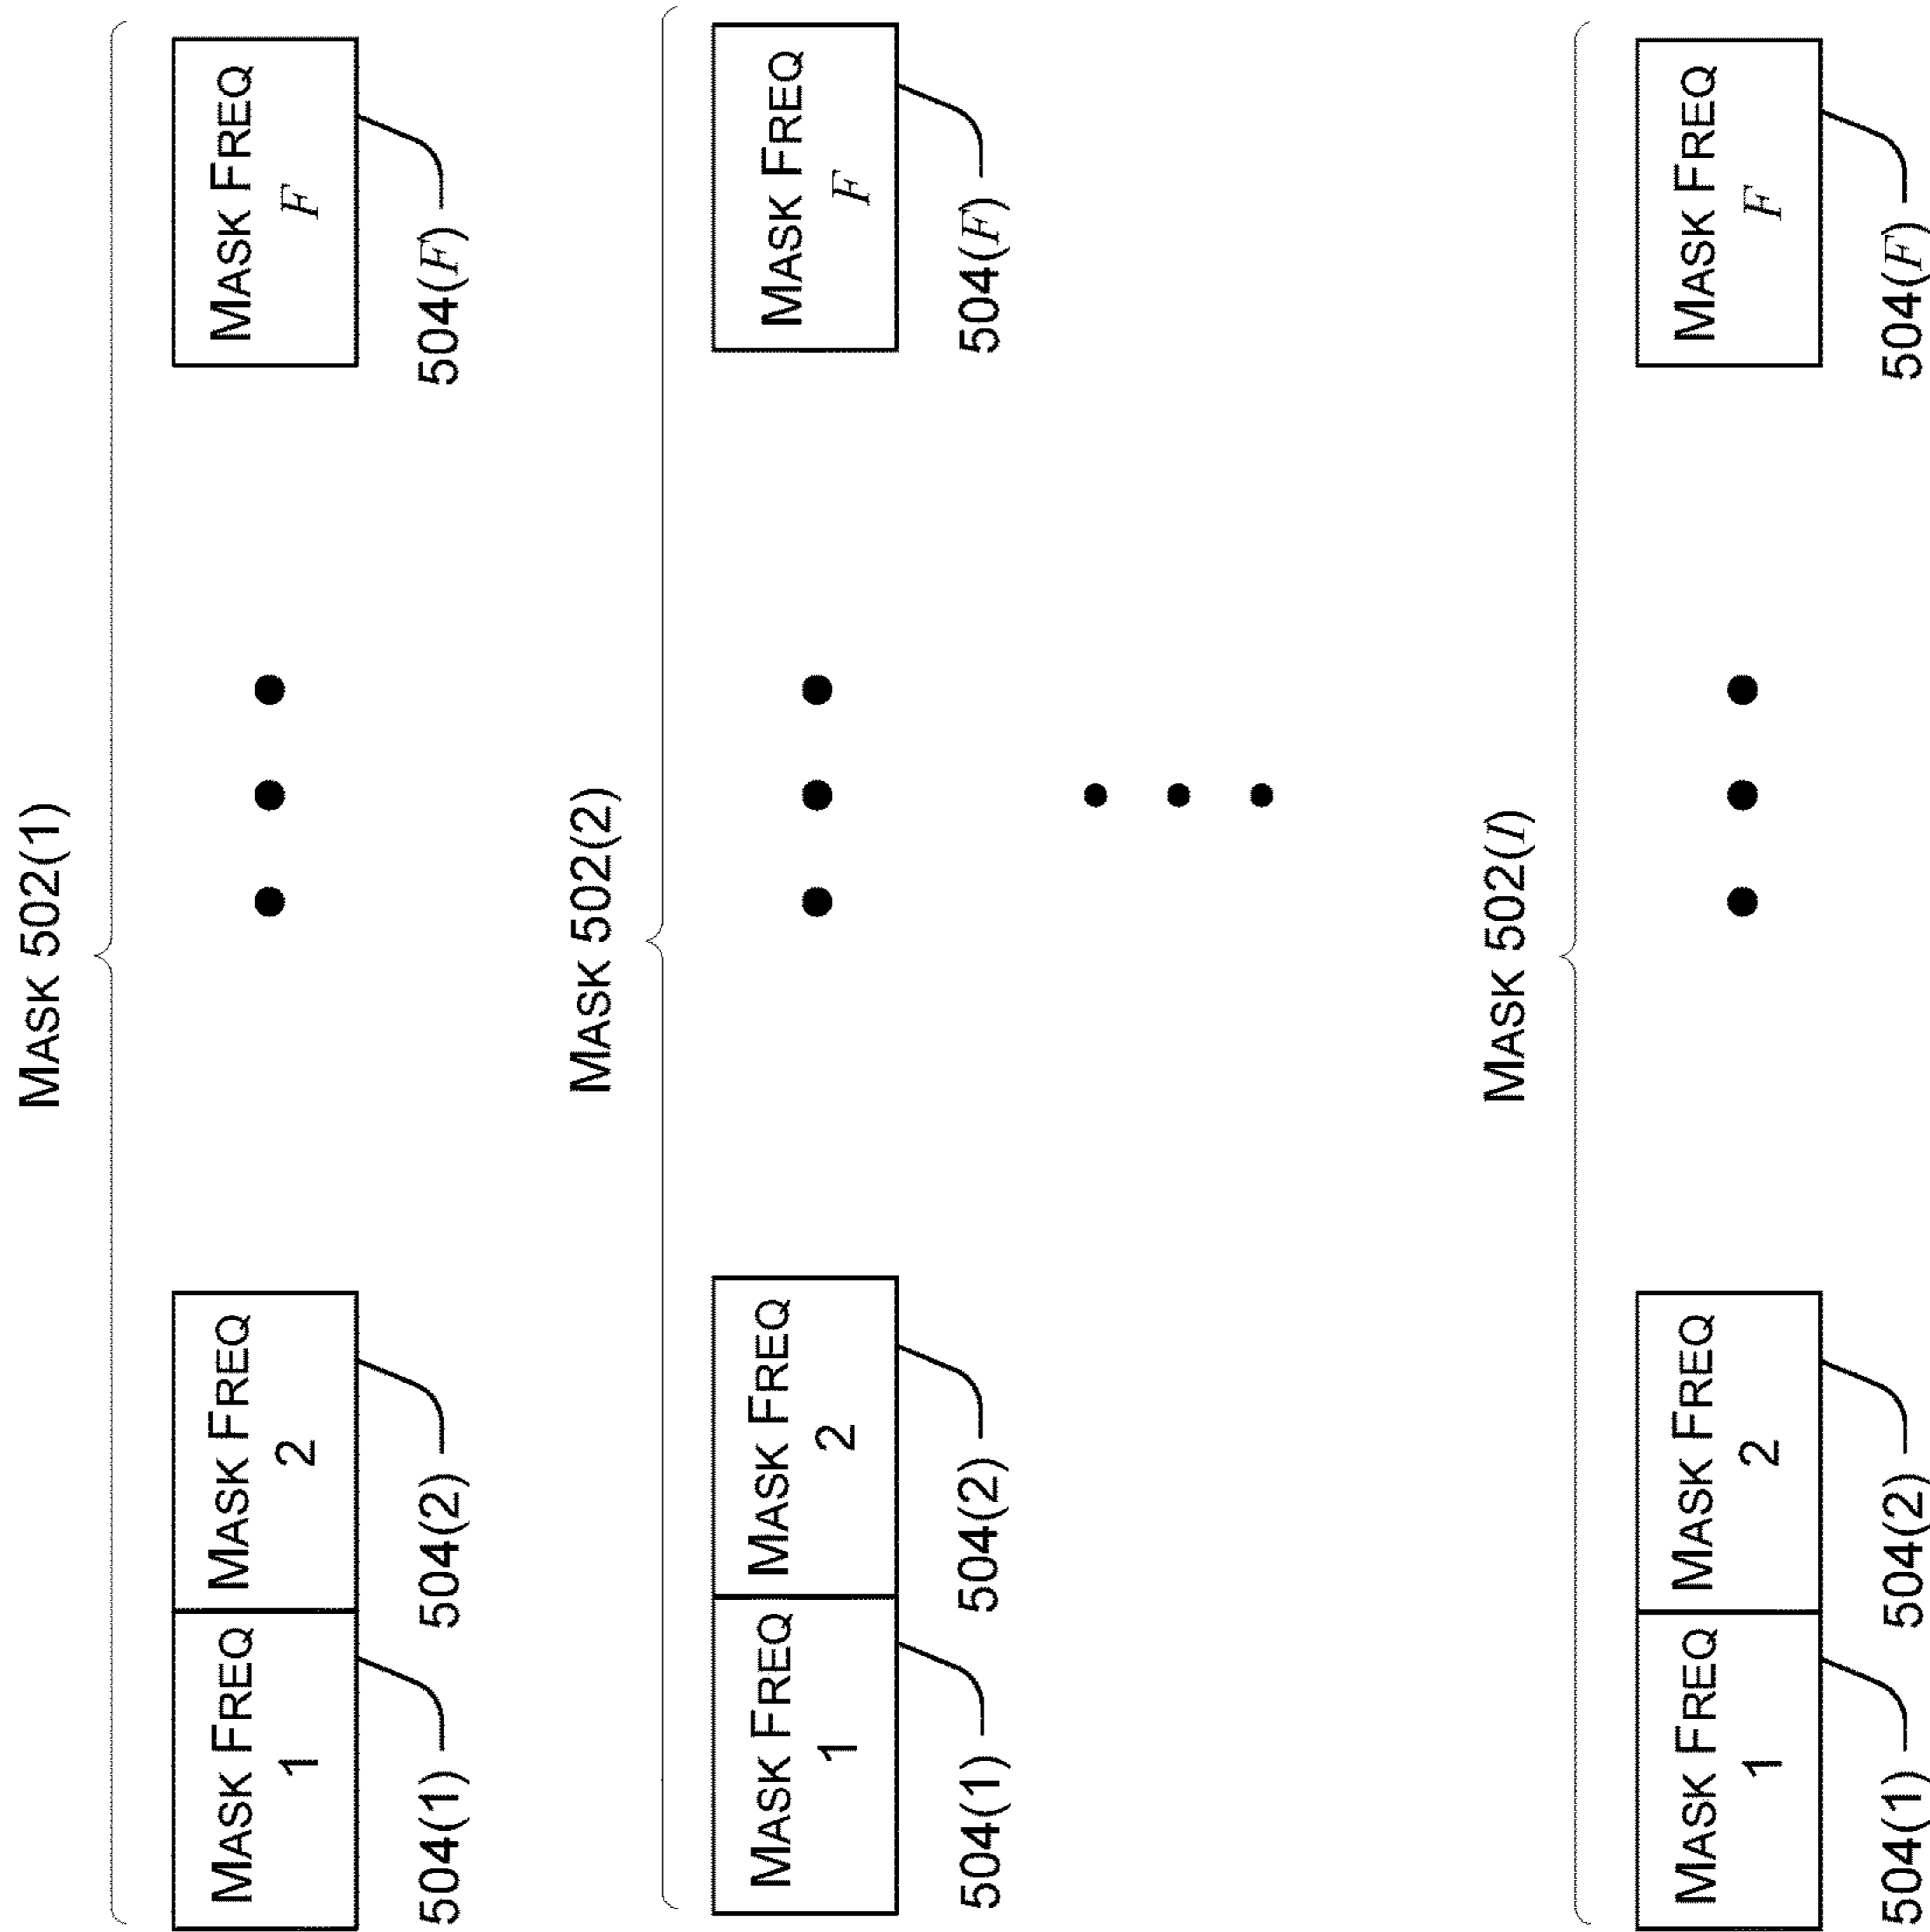 MASK 502(1)
MASK FREQ
1
MASK FREQ
2
MASK FREQ
F
504(1)
504(2)
504(F)
MASK 502(2)
MASK FREQ
1
MASK FREQ
2
MASK FREQ
F
504(1)
504(2)
504(F)
MASK 502(I)
MASK FREQ
1
MASK FREQ
2
MASK FREQ
F
504(1)
504(2)
504(F)